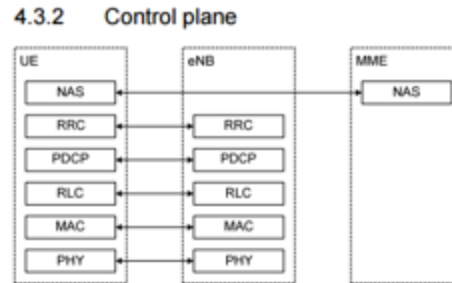 4.3.2 Control plane
UE eNB MME
NAS NAS
RRC RRC
PDCP PDCP
RLC RLC
MAC MAC
PHY PHY